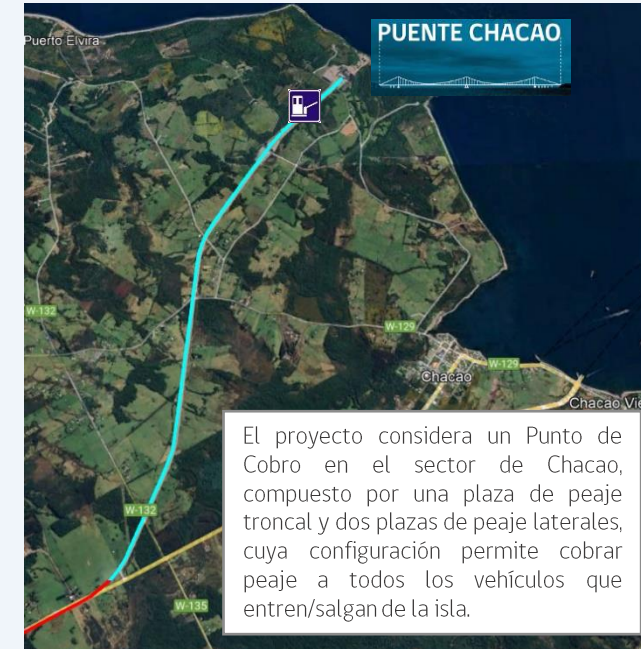 PUENTE CHACAO
Puerto Elvira
W-132
W-129
W-129
Chacao
Chacao Vie
W-132
W-135
El proyecto considera un Punto de
Cobro en el sector de Chacao,
compuesto por una plaza de peaje
troncal y dos plazas de peaje laterales,
cuya configuración permite cobrar
peaje a todos los vehículos que
entren/salgan de la isla.